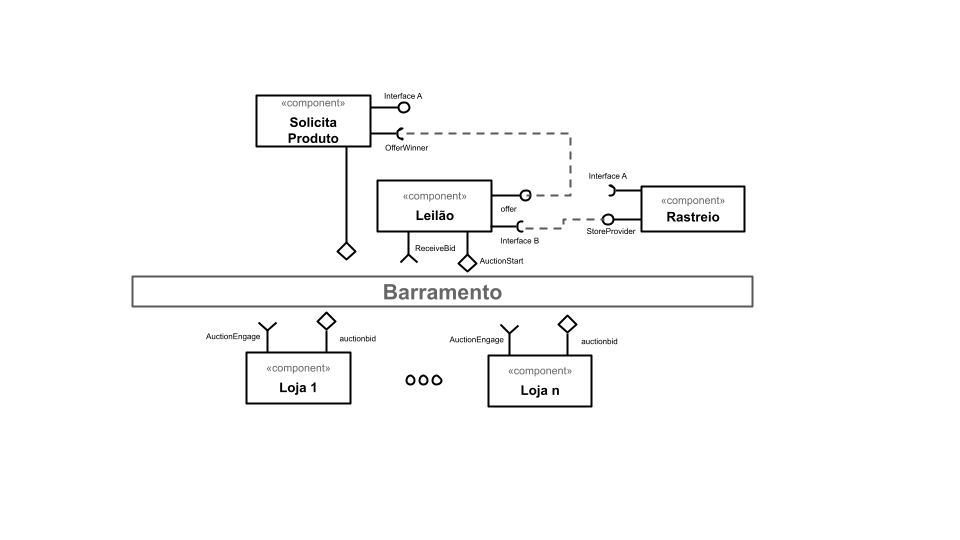 Interface A
«component»
Solicita
Produto
OfferWinner
Interface A
«component»
Leilão
offer
Interface B
«component»
Rastreio
StoreProvider
ReceiveBid
AuctionStart
Barramento
AuctionEngage
auctionbid
«component»
Loja 1
AuctionEngage
auctionbid
«component»
Loja n